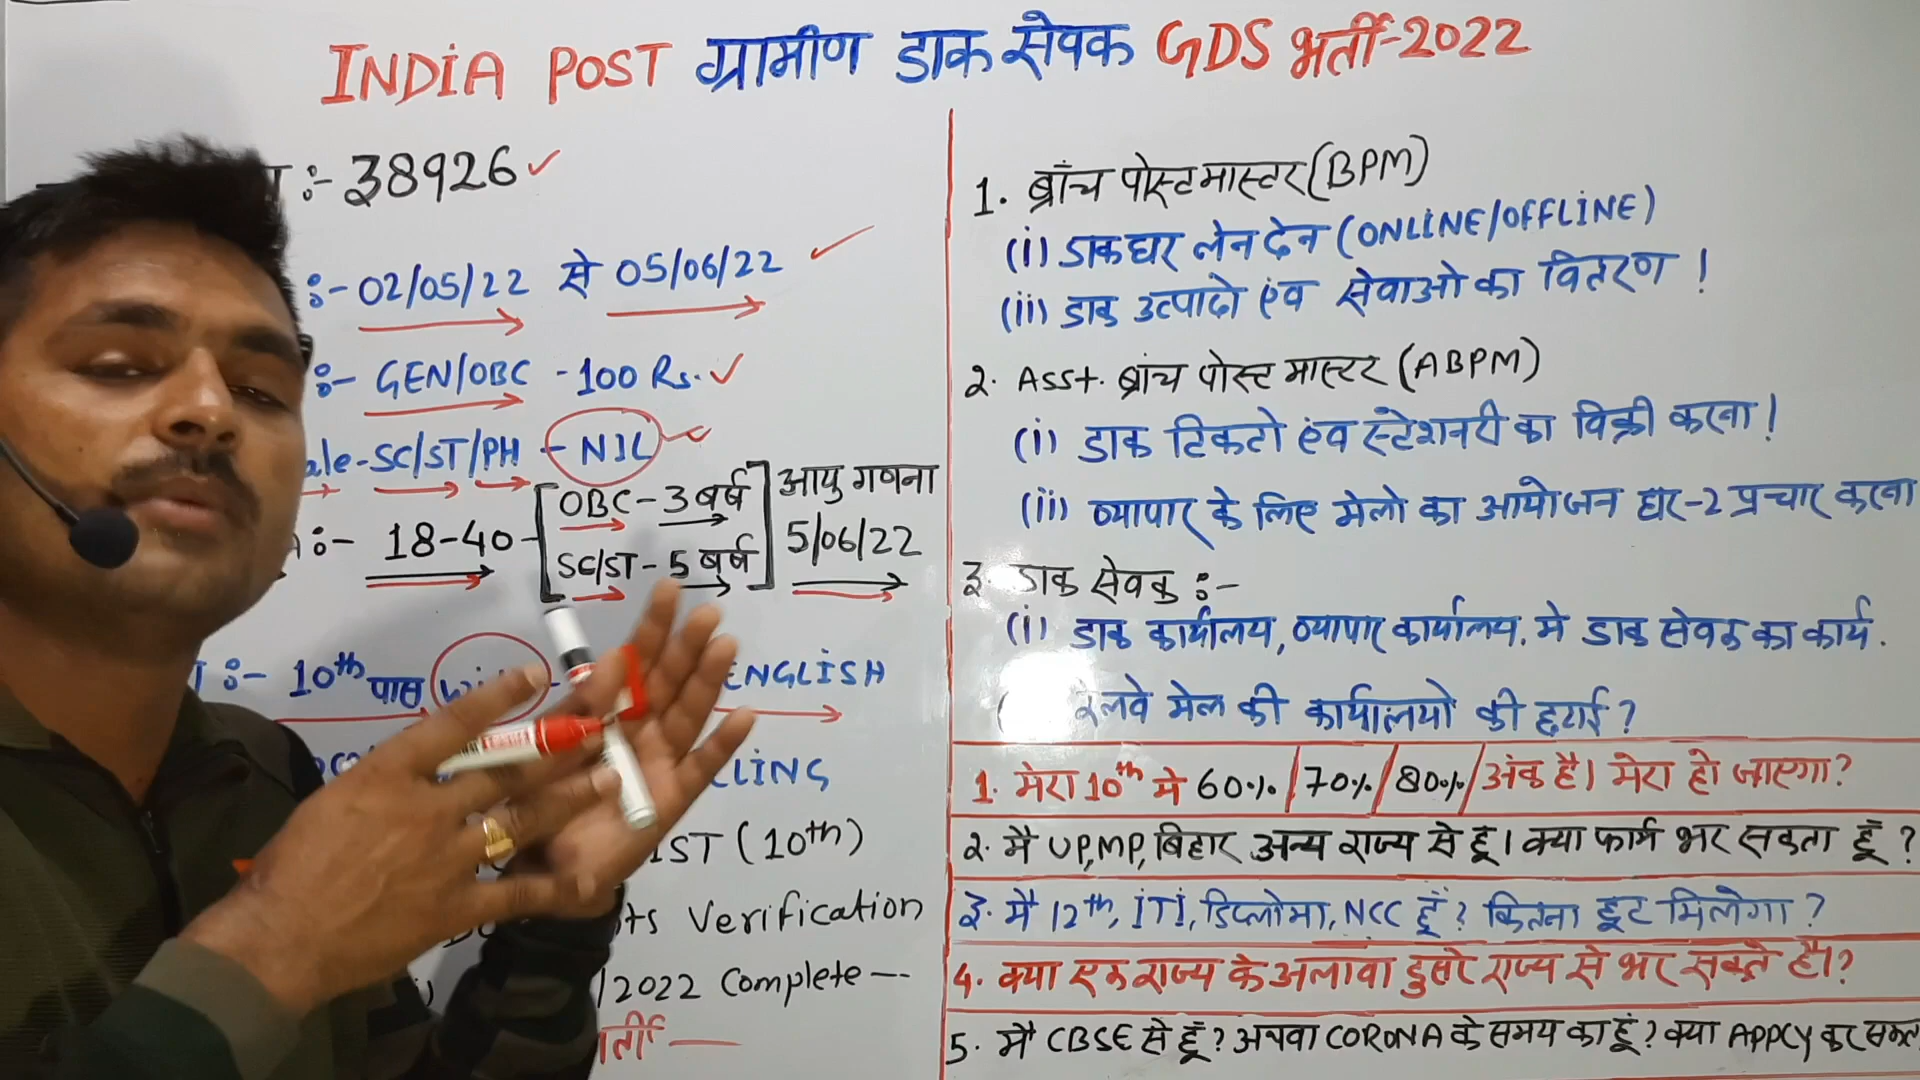 INDIA POST ग्रामीण डाक सेवक GDS भर्ती-2022
:- 38926
:- 02/05/22 से 05/06/22
:- GEN/OBC - 100 Rs.
ale-SC/ST/PH - NIL
:- 18-40 OBC - 3 बर्ष
SC/ST - 5 बर्ष
आयु गणना
5/06/22
:- 10th पास ENGLISH
LLING
IST (10th)
ts Verification
/2022 Complete --
र्ती
1. ब्राँच पोस्टमास्टर (BPM)
(i) डाकघर लेन देन (ONLINE/OFFLINE)
(ii) डाक उत्पादो एंव सेवाओ का वितरण !
2. Asst. ब्रांच पोस्ट मास्टर (ABPM)
(i) डाक टिकटो एंव स्टेशनरी का विक्री करना !
(ii) व्यापार के लिए मेलो का आयोजन घर-2 प्रचार करना
3. डाक सेवक :-
(i) डाक कार्यालय, व्यापार कार्यालय. मे डाक सेवक का कार्य.
रेलवे मेल की कार्यालयो की
1. मेरा 10th मे 60% / 70% / 80% / अंक है। मेरा हो जाएगा?
2. मै UP, MP, बिहार अन्य राज्य से हूं। क्या फार्म भर सकता हूँ ?
3. मै 12th, ITI, डिप्लोमा, NCC हूँ ? कितना छूट मिलेगा ?
4. क्या एक राज्य के अलावा दुसरे राज्य से भर सकते है।?
5. मै CBSE से हूँ? अथवा CORONA के समय का हूं? क्या APPLY कर सकत